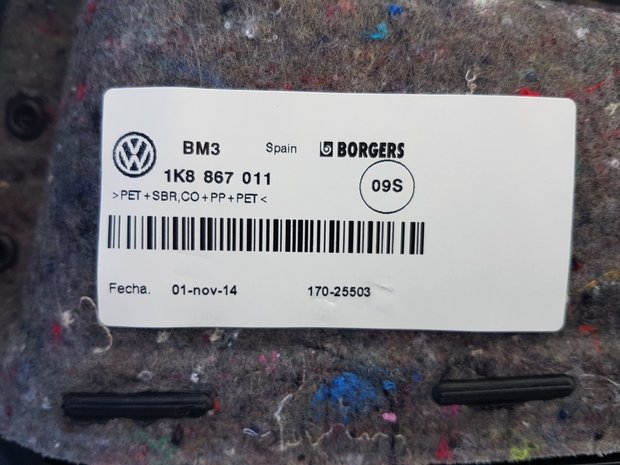 BM3 Spain BORGERS
1K8 867 011
09S
>PET+SBR,CO+PP+PET<
Fecha. 01-nov-14 170-25503